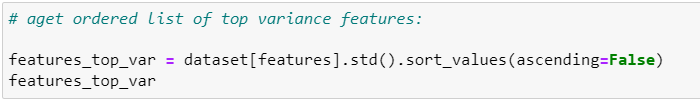 # aget ordered list of top variance features:
features_top_var = dataset[features].std().sort_values(ascending=False)
features_top_var